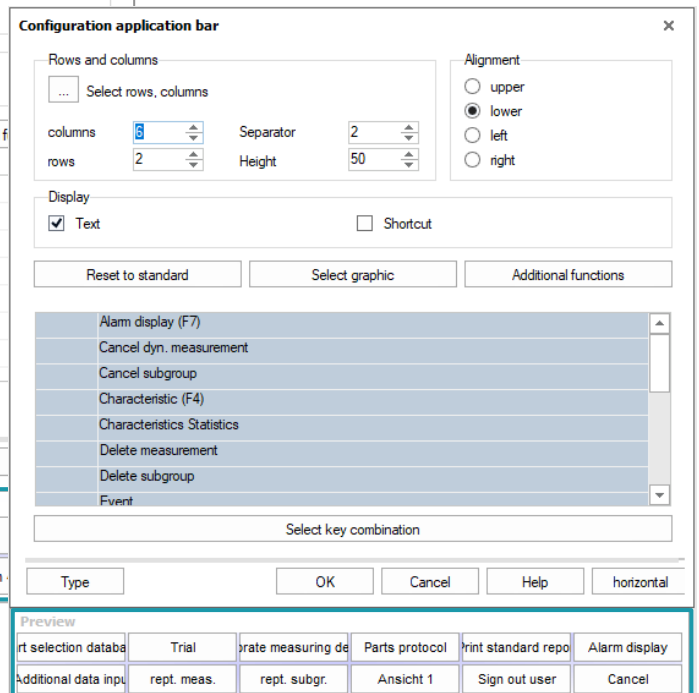 Configuration application bar
Rows and columns
... Select rows, columns
columns 6 Separator 2
rows 2 Height 50
Alignment
upper
lower
left
right
Display
Text Shortcut
Reset to standard Select graphic Additional functions
Alarm display (F7)
Cancel dyn. measurement
Cancel subgroup
Characteristic (F4)
Characteristics Statistics
Delete measurement
Delete subgroup
Event
Select key combination
Type OK Cancel Help horizontal
Preview
rt selection databa Trial orate measuring de Parts protocol Print standard repo Alarm display
Additional data inpu rept. meas. rept. subgr. Ansicht 1 Sign out user Cancel